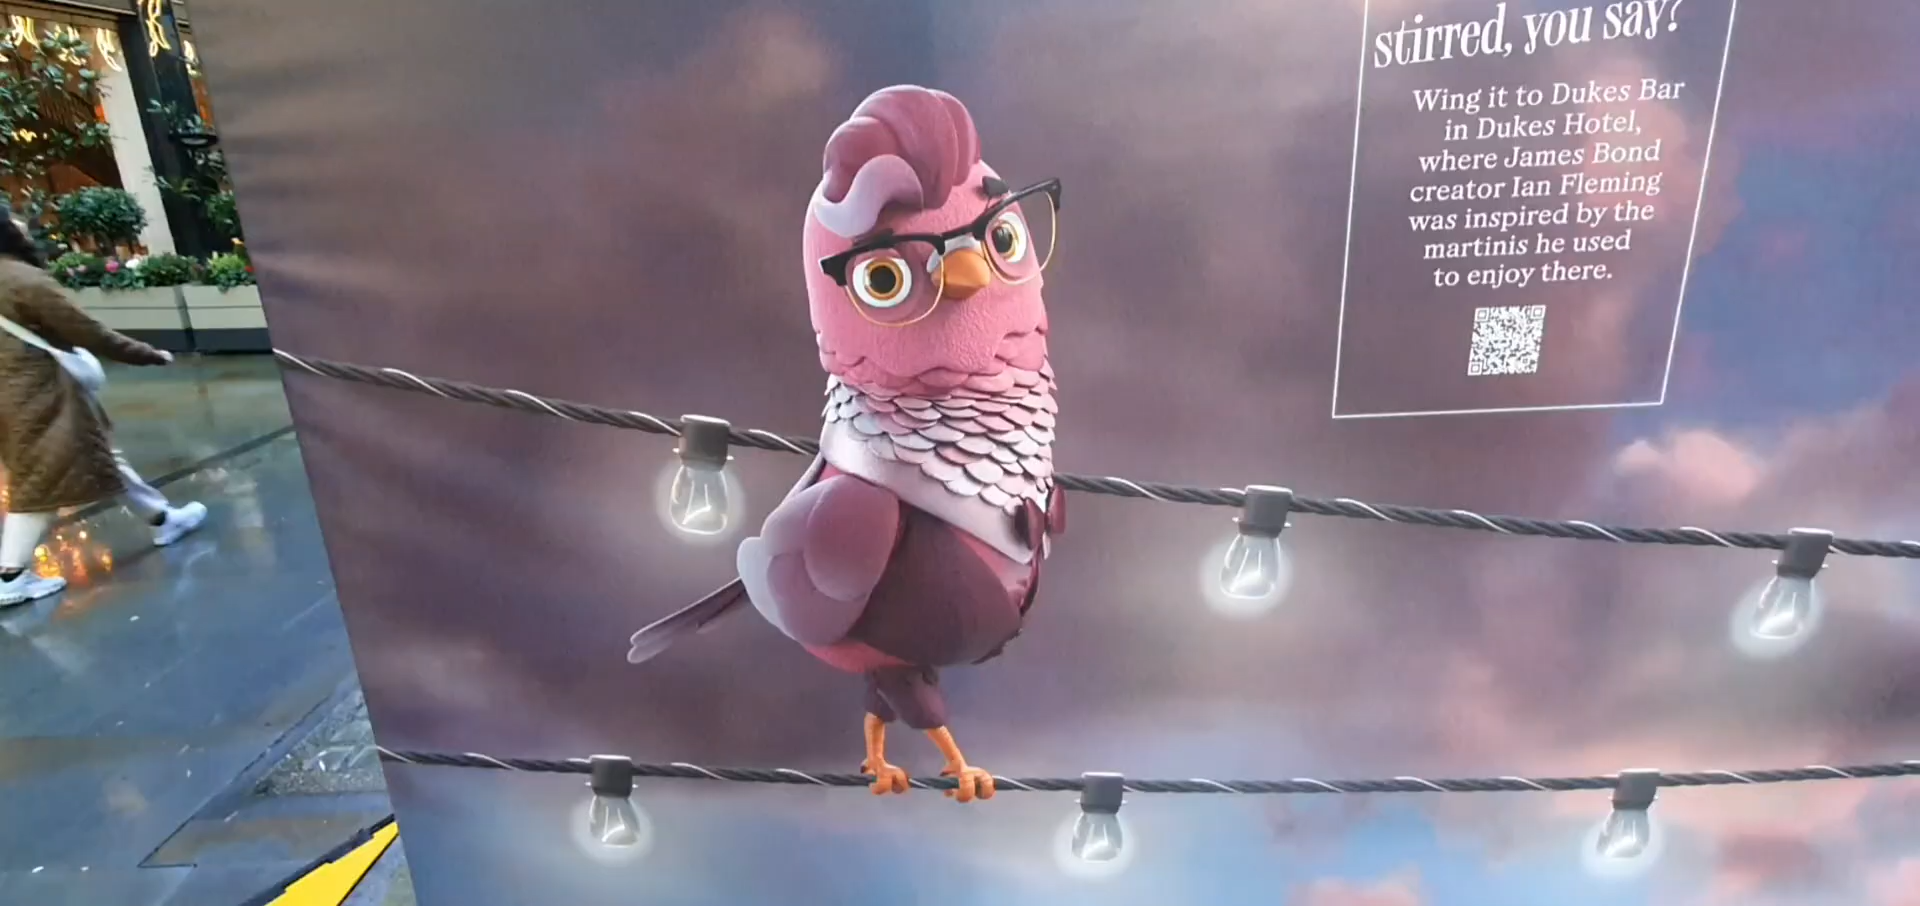 stirred, you say?
Wing it to Dukes Bar
in Dukes Hotel,
where James Bond
creator Ian Fleming
was inspired by the
martinis he used
to enjoy there.